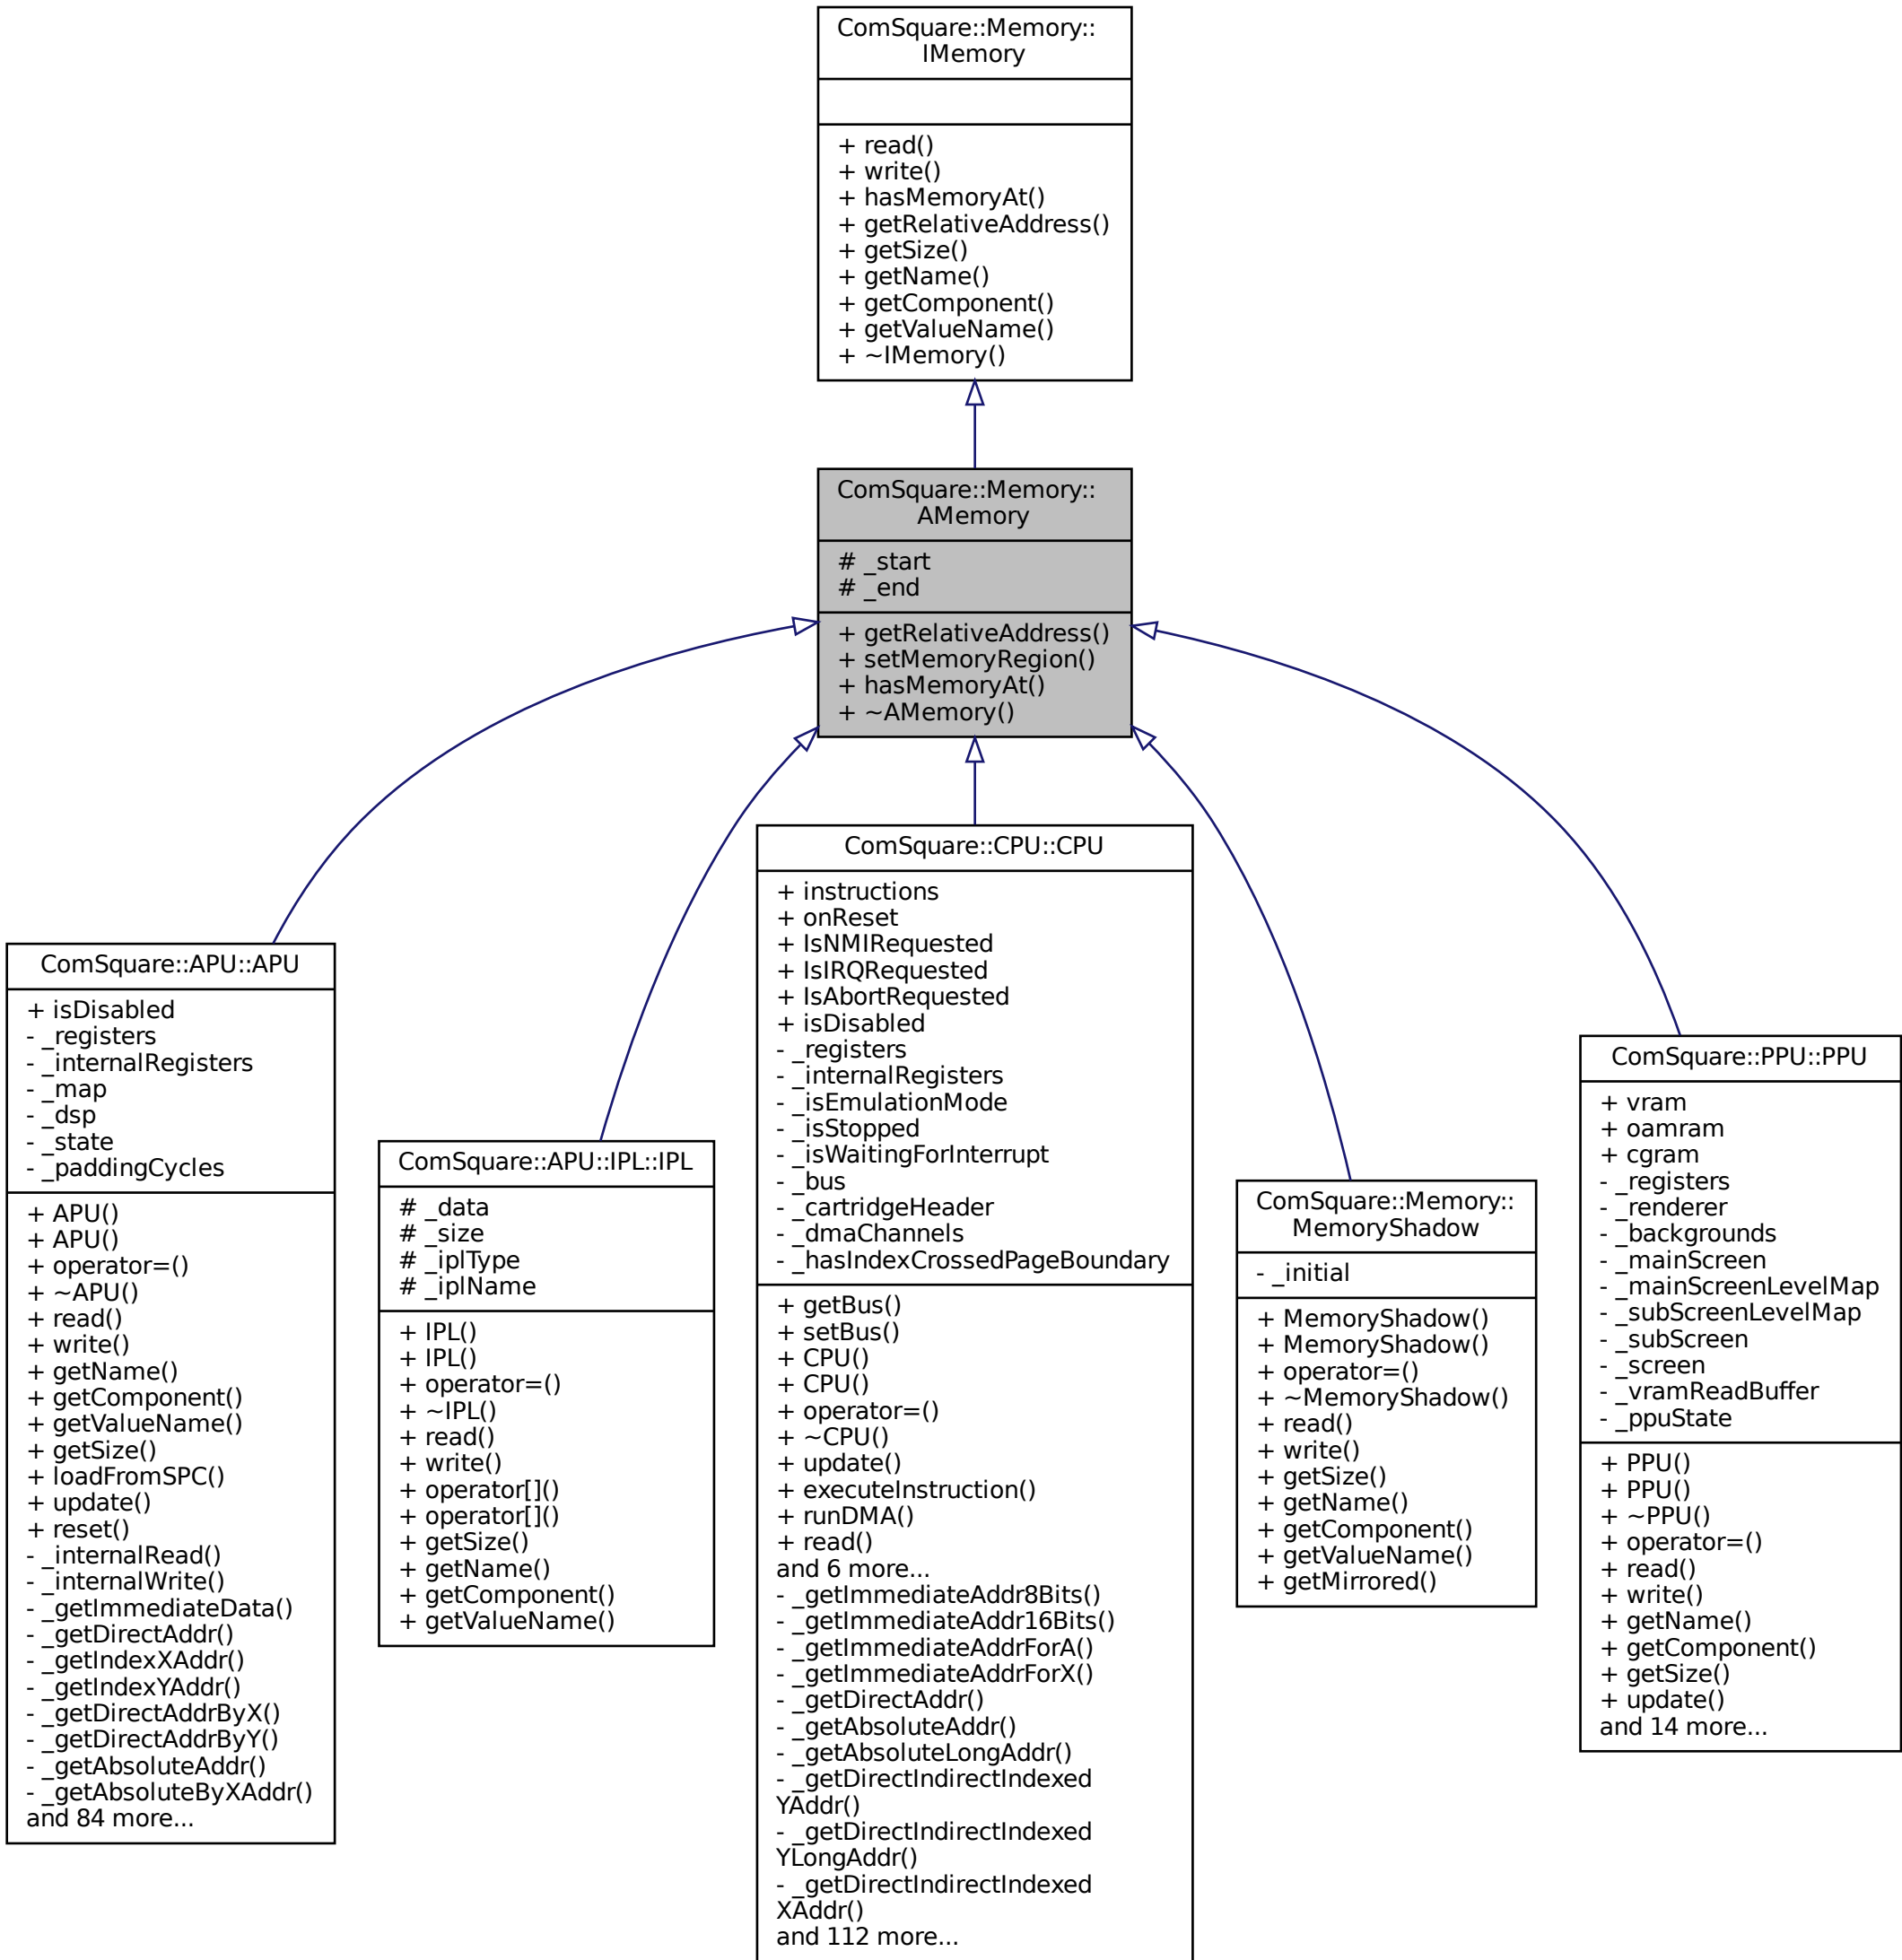 ComSquare::Memory::
IMemory
+ read()
+ write()
+ hasMemoryAt()
+ getRelativeAddress()
+ getSize()
+ getName()
+ getComponent()
+ getValueName()
+ ~IMemory()
ComSquare::Memory::
AMemory
# _start
# _end
+ getRelativeAddress()
+ setMemoryRegion()
+ hasMemoryAt()
+ ~AMemory()
ComSquare::APU::APU
+ isDisabled
- _registers
- _internalRegisters
- _map
- _dsp
- _state
- _paddingCycles
+ APU()
+ APU()
+ operator=()
+ ~APU()
+ read()
+ write()
+ getName()
+ getComponent()
+ getValueName()
+ getSize()
+ loadFromSPC()
+ update()
+ reset()
- _internalRead()
- _internalWrite()
- _getImmediateData()
- _getDirectAddr()
- _getIndexXAddr()
- _getIndexYAddr()
- _getDirectAddrByX()
- _getDirectAddrByY()
- _getAbsoluteAddr()
- _getAbsoluteByXAddr()
and 84 more...
ComSquare::APU::IPL::IPL
# _data
# _size
# _iplType
# _iplName
+ IPL()
+ IPL()
+ operator=()
+ ~IPL()
+ read()
+ write()
+ operator[]()
+ operator[]()
+ getSize()
+ getName()
+ getComponent()
+ getValueName()
ComSquare::CPU::CPU
+ instructions
+ onReset
+ IsNMIRequested
+ IsIRQRequested
+ IsAbortRequested
+ isDisabled
- _registers
- _internalRegisters
- _isEmulationMode
- _isStopped
- _isWaitingForInterrupt
- _bus
- _cartridgeHeader
- _dmaChannels
- _hasIndexCrossedPageBoundary
+ getBus()
+ setBus()
+ CPU()
+ CPU()
+ operator=()
+ ~CPU()
+ update()
+ executeInstruction()
+ runDMA()
+ read()
and 6 more...
- _getImmediateAddr8Bits()
- _getImmediateAddr16Bits()
- _getImmediateAddrForA()
- _getImmediateAddrForX()
- _getDirectAddr()
- _getAbsoluteAddr()
- _getAbsoluteLongAddr()
- _getDirectIndirectIndexed
YAddr()
- _getDirectIndirectIndexed
YLongAddr()
- _getDirectIndirectIndexed
XAddr()
and 112 more...
ComSquare::Memory::
MemoryShadow
- _initial
+ MemoryShadow()
+ MemoryShadow()
+ operator=()
+ ~MemoryShadow()
+ read()
+ write()
+ getSize()
+ getName()
+ getComponent()
+ getValueName()
+ getMirrored()
ComSquare::PPU::PPU
+ vram
+ oamram
+ cgram
- _registers
- _renderer
- _backgrounds
- _mainScreen
- _mainScreenLevelMap
- _subScreenLevelMap
- _subScreen
- _screen
- _vramReadBuffer
- _ppuState
+ PPU()
+ PPU()
+ ~PPU()
+ operator=()
+ read()
+ write()
+ getName()
+ getComponent()
+ getSize()
+ update()
and 14 more...